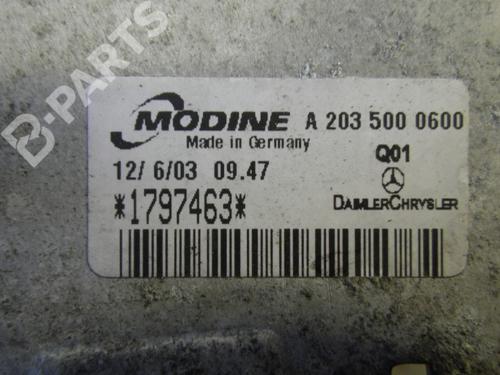 B-PARTS
MODINE A 203 500 0600
Made in Germany Q01
12/ 6/03 09.47
*1797463* DAIMLERCHRYSLER